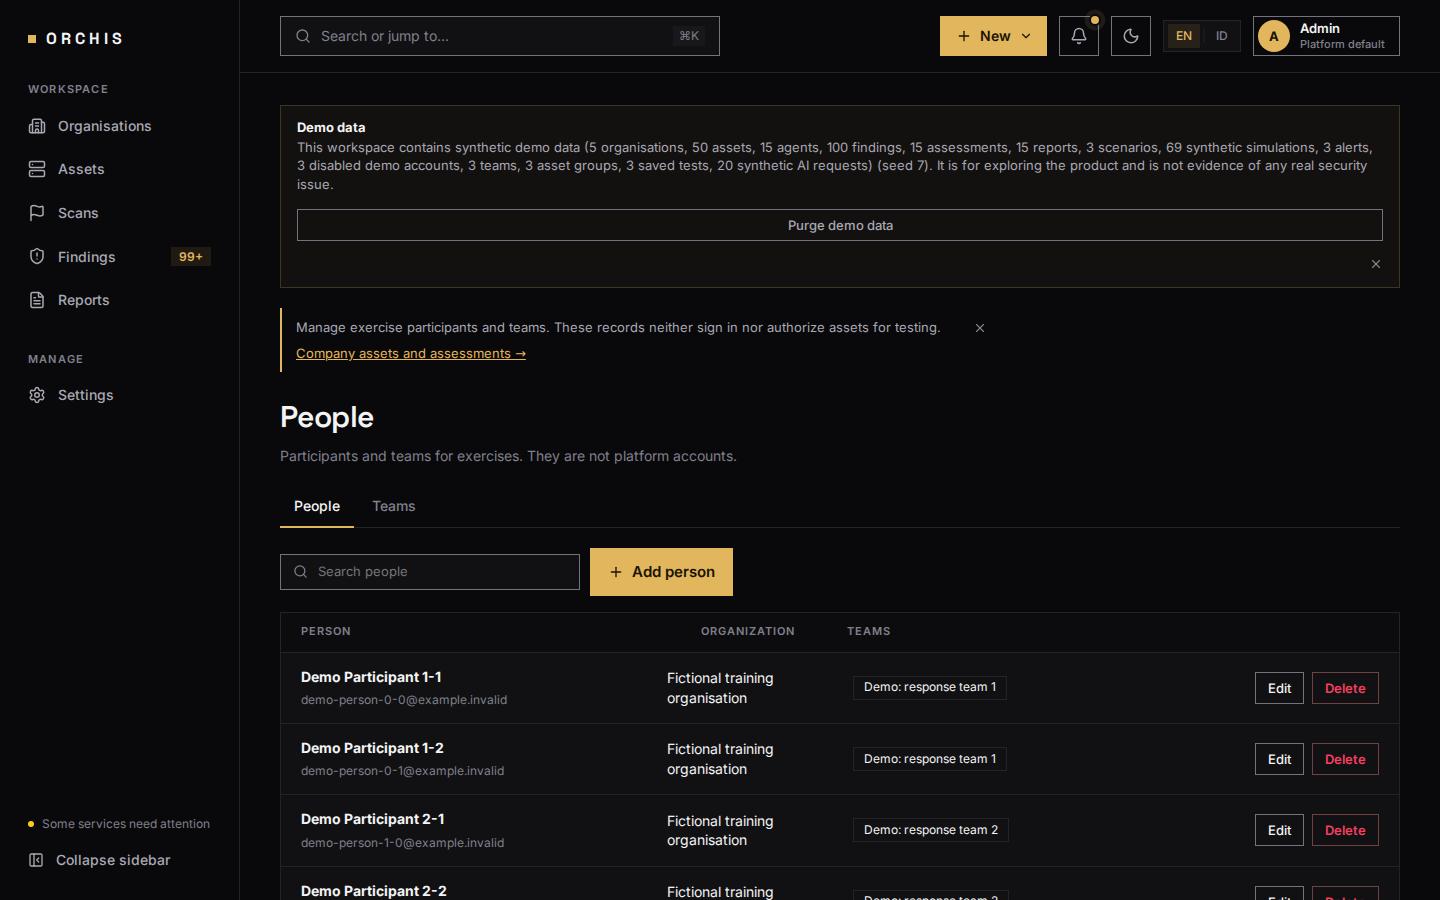 ORCHIS
Search or jump to...
⌘K
New
EN
ID
A
Admin
Platform default
WORKSPACE
Organisations
Assets
Scans
Findings
99+
Reports
MANAGE
Settings
Some services need attention
Collapse sidebar
Demo data
This workspace contains synthetic demo data (5 organisations, 50 assets, 15 agents, 100 findings, 15 assessments, 15 reports, 3 scenarios, 69 synthetic simulations, 3 alerts,
3 disabled demo accounts, 3 teams, 3 asset groups, 3 saved tests, 20 synthetic AI requests) (seed 7). It is for exploring the product and is not evidence of any real security
issue.
Purge demo data
Manage exercise participants and teams. These records neither sign in nor authorize assets for testing.
Company assets and assessments →
People
Participants and teams for exercises. They are not platform accounts.
People
Teams
Search people
Add person
PERSON
ORGANIZATION
TEAMS
Demo Participant 1-1
demo-person-0-0@example.invalid
Fictional training
organisation
Demo: response team 1
Edit
Delete
Demo Participant 1-2
demo-person-0-1@example.invalid
Fictional training
organisation
Demo: response team 1
Edit
Delete
Demo Participant 2-1
demo-person-1-0@example.invalid
Fictional training
organisation
Demo: response team 2
Edit
Delete
Demo Participant 2-2
Fictional training
Demo: response team 2
Edit
Delete